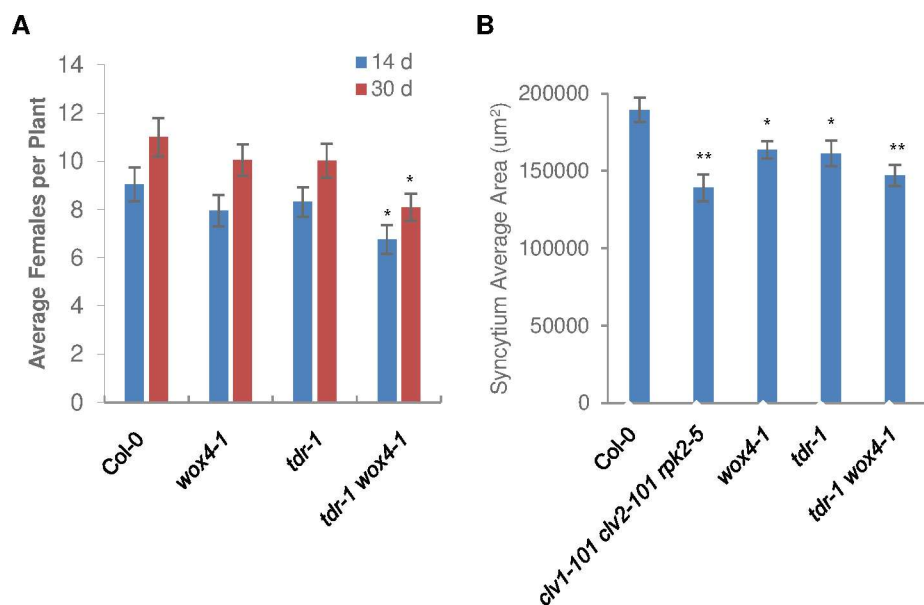 A
Average Females per Plant
14
12
10
8
6
4
2
0
14 d
30 d
*
*
Col-0
wox4-1
tdr-1
tdr-1 wox4-1
B
Syncytium Average Area (um²)
200000
150000
100000
50000
0
**
*
*
**
Col-0
clv1-101 clv2-101 rpk2-5
wox4-1
tdr-1
tdr-1 wox4-1